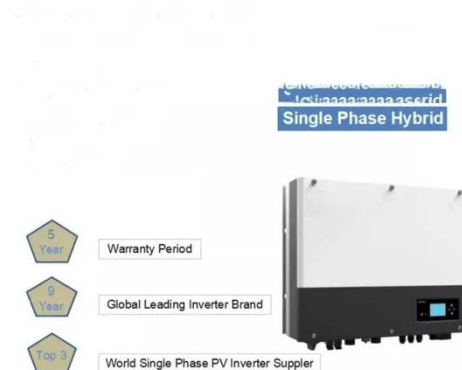 Single Phase Hybrid
5
Year
Warranty Period
9
Year
Global Leading Inverter Brand
Top 3
World Single Phase PV Inverter Suppler